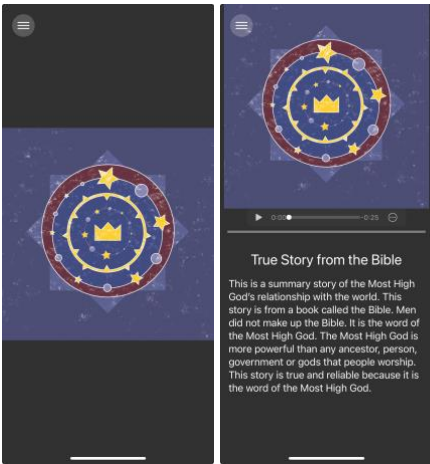 0:00
-0:25
True Story from the Bible
This is a summary story of the Most High
God's relationship with the world. This
story is from a book called the Bible. Men
did not make up the Bible. It is the word of
the Most High God. The Most High God is
more powerful than any ancestor, person,
government or gods that people worship.
This story is true and reliable because it is
the word of the Most High God.